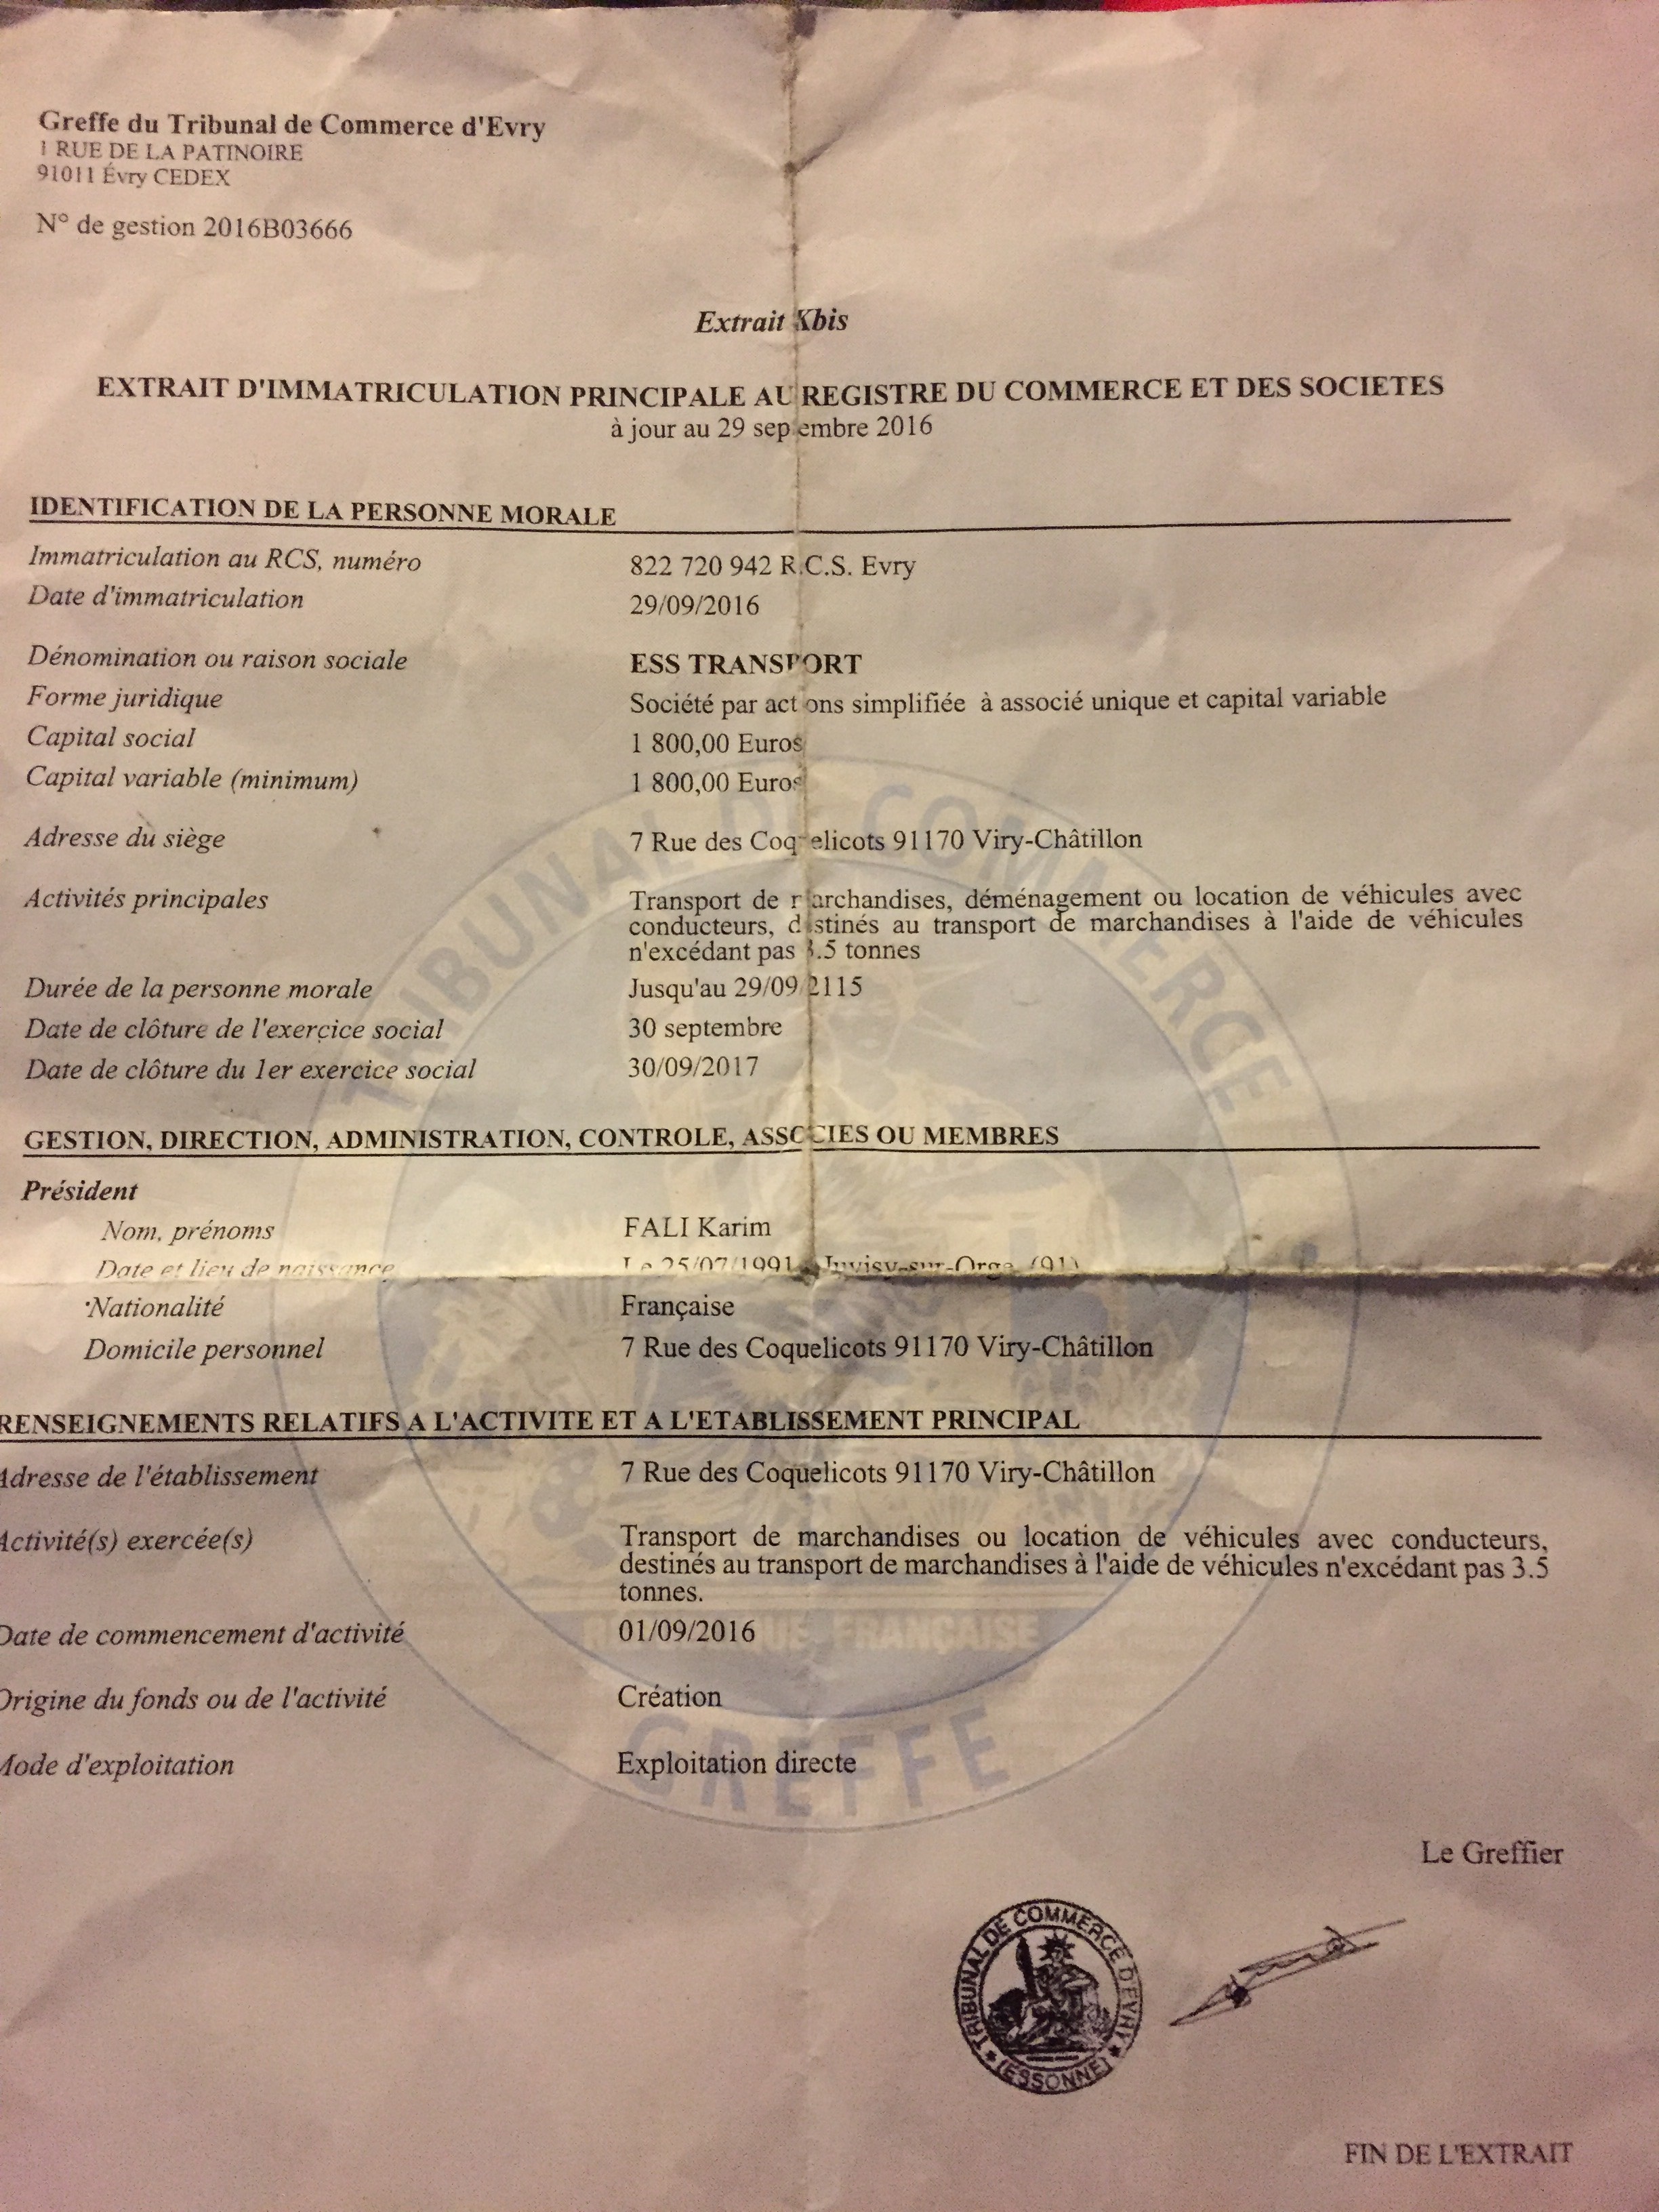 Greffe du Tribunal de Commerce d'Evry
1 RUE DE LA PATINOIRE
91011 Évry CEDEX
N° de gestion 2016B03666
Extrait Kbis
EXTRAIT D'IMMATRICULATION PRINCIPALE AU REGISTRE DU COMMERCE ET DES SOCIETES
à jour au 29 septembre 2016
IDENTIFICATION DE LA PERSONNE MORALE
Immatriculation au RCS, numéro 822 720 942 R.C.S. Evry
Date d'immatriculation 29/09/2016
Dénomination ou raison sociale ESS TRANSPORT
Forme juridique Société par actions simplifiée à associé unique et capital variable
Capital social 1 800,00 Euros
Capital variable (minimum) 1 800,00 Euros
Adresse du siège 7 Rue des Coquelicots 91170 Viry-Châtillon
Activités principales Transport de marchandises, déménagement ou location de véhicules avec
conducteurs, destinés au transport de marchandises à l'aide de véhicules
n'excédant pas 3.5 tonnes
Durée de la personne morale Jusqu'au 29/09/2115
Date de clôture de l'exercice social 30 septembre
Date de clôture du 1er exercice social 30/09/2017
GESTION, DIRECTION, ADMINISTRATION, CONTROLE, ASSOCIES OU MEMBRES
Président
Nom, prénoms FALI Karim
Date et lieu de naissance Le 25/07/1991 à Juvisy-sur-Orge (91)
Nationalité Française
Domicile personnel 7 Rue des Coquelicots 91170 Viry-Châtillon
RENSEIGNEMENTS RELATIFS A L'ACTIVITE ET A L'ETABLISSEMENT PRINCIPAL
Adresse de l'établissement 7 Rue des Coquelicots 91170 Viry-Châtillon
Activité(s) exercée(s) Transport de marchandises ou location de véhicules avec conducteurs,
destinés au transport de marchandises à l'aide de véhicules n'excédant pas 3.5
tonnes.
Date de commencement d'activité 01/09/2016
Origine du fonds ou de l'activité Création
Mode d'exploitation Exploitation directe
TRIBUNAL DE COMMERCE
REPUBLIQUE FRANÇAISE
GREFFE
Le Greffier
TRIBUNAL DE COMMERCE D'EVRY
(ESSONNE)
FIN DE L'EXTRAIT